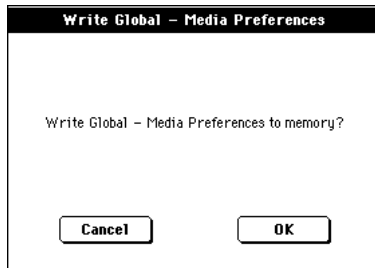 Write Global – Media Preferences
Write Global – Media Preferences to memory?
Cancel OK